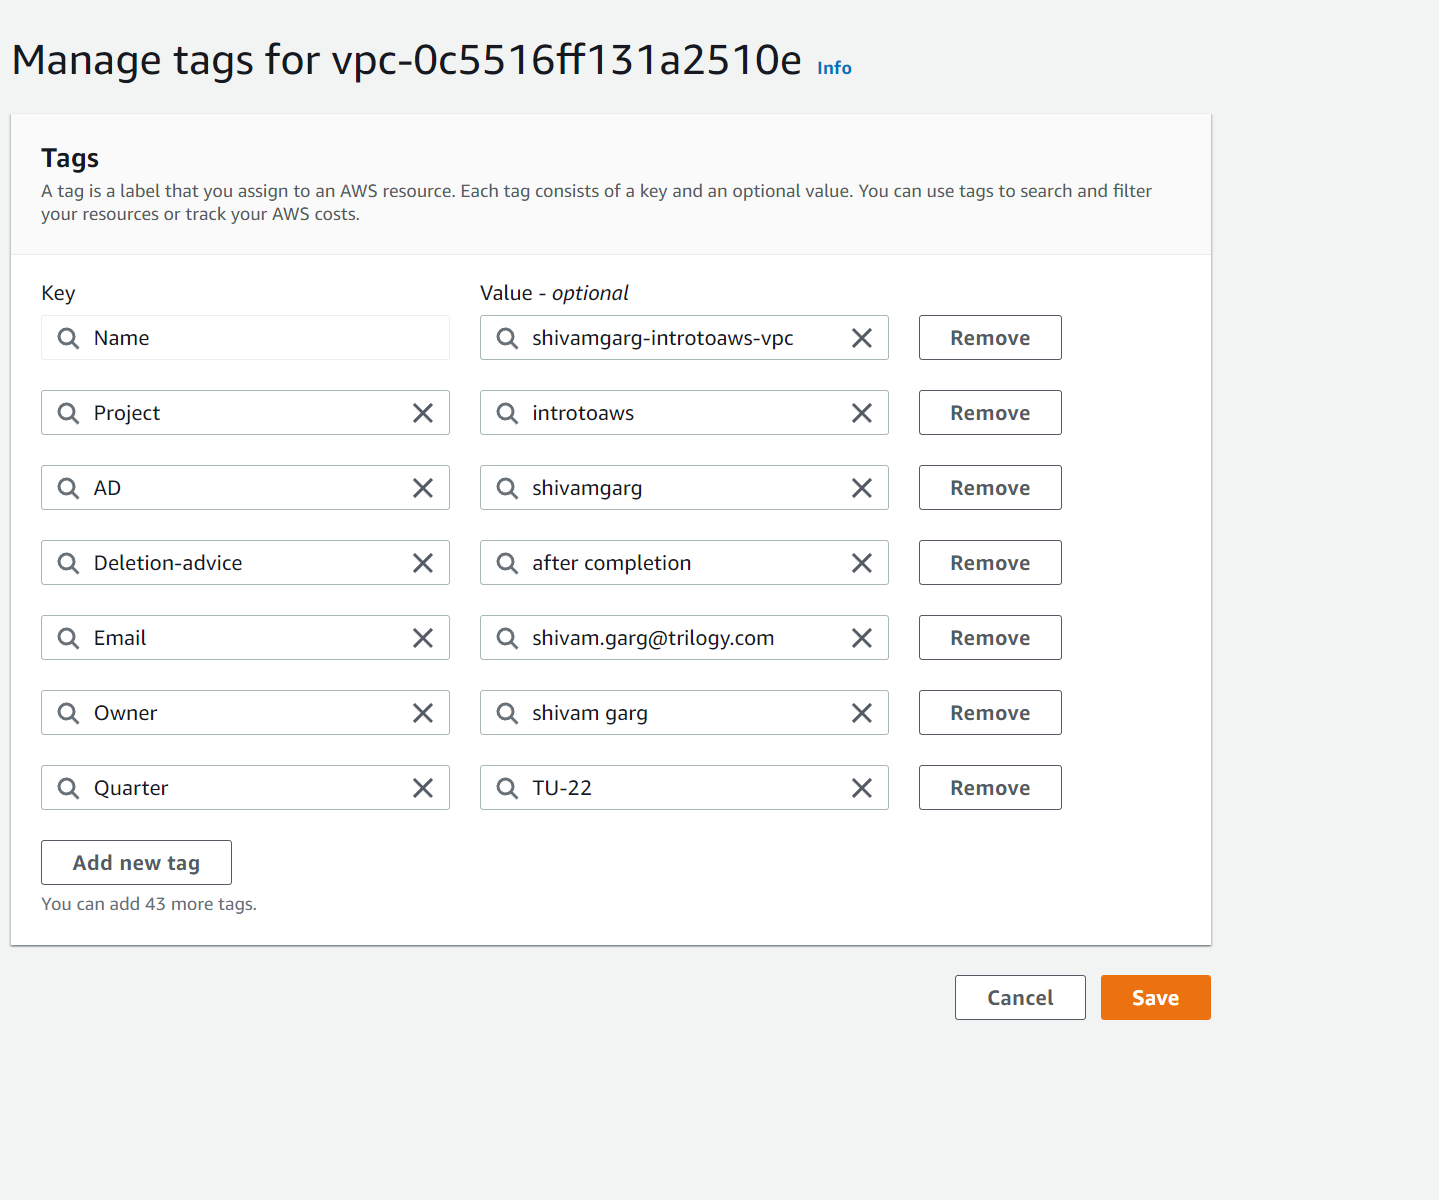 Manage tags for vpc-0c5516ff131a2510e Info
Tags
A tag is a label that you assign to an AWS resource. Each tag consists of a key and an optional value. You can use tags to search and filter
your resources or track your AWS costs.
Key Value - optional
Name shivamgarg-introtoaws-vpc Remove
Project introtoaws Remove
AD shivamgarg Remove
Deletion-advice after completion Remove
Email shivam.garg@trilogy.com Remove
Owner shivam garg Remove
Quarter TU-22 Remove
Add new tag
You can add 43 more tags.
Cancel Save